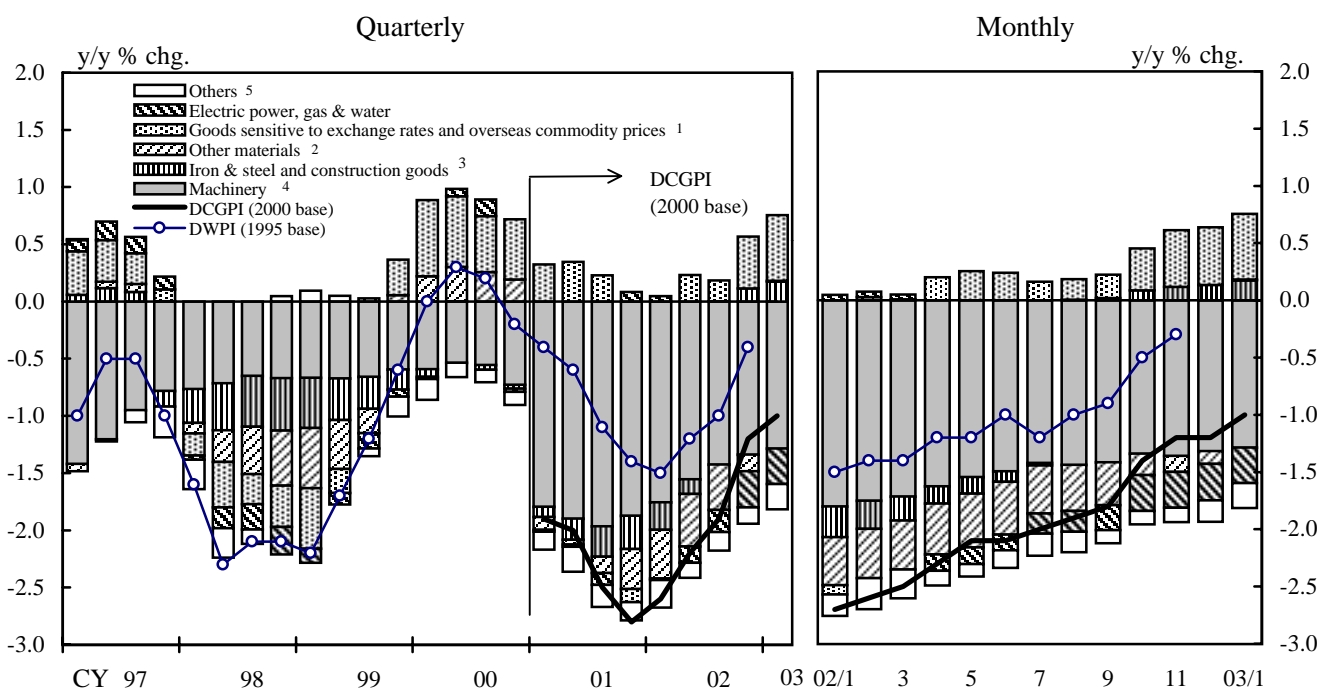 Quarterly
Monthly
y/y % chg.
y/y % chg.
2.0
1.5
1.0
0.5
0.0
-0.5
-1.0
-1.5
-2.0
-2.5
-3.0
Others 5
Electric power, gas & water
Goods sensitive to exchange rates and overseas commodity prices 1
Other materials 2
Iron & steel and construction goods 3
Machinery 4
DCGPI (2000 base)
DWPI (1995 base)
DCGPI
(2000 base)
2.0
1.5
1.0
0.5
0.0
-0.5
-1.0
-1.5
-2.0
-2.5
-3.0
CY 97 98 99 00 01 02 03
02/1 3 5 7 9 11 03/1